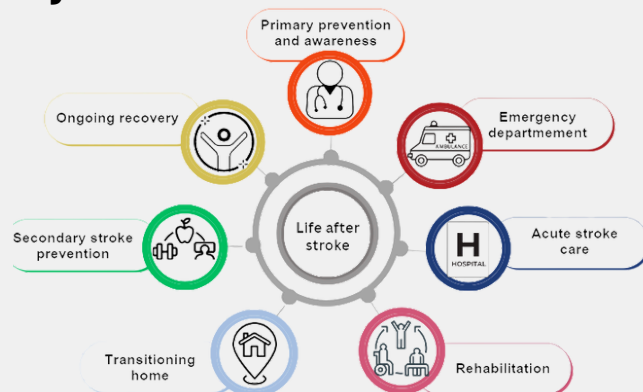 Primary prevention
and awareness
Emergency
departmement
AMBULANCE
Acute stroke
care
H
HOSPITAL
Rehabilitation
Transitioning
home
Secondary stroke
prevention
Ongoing recovery
Life after
stroke